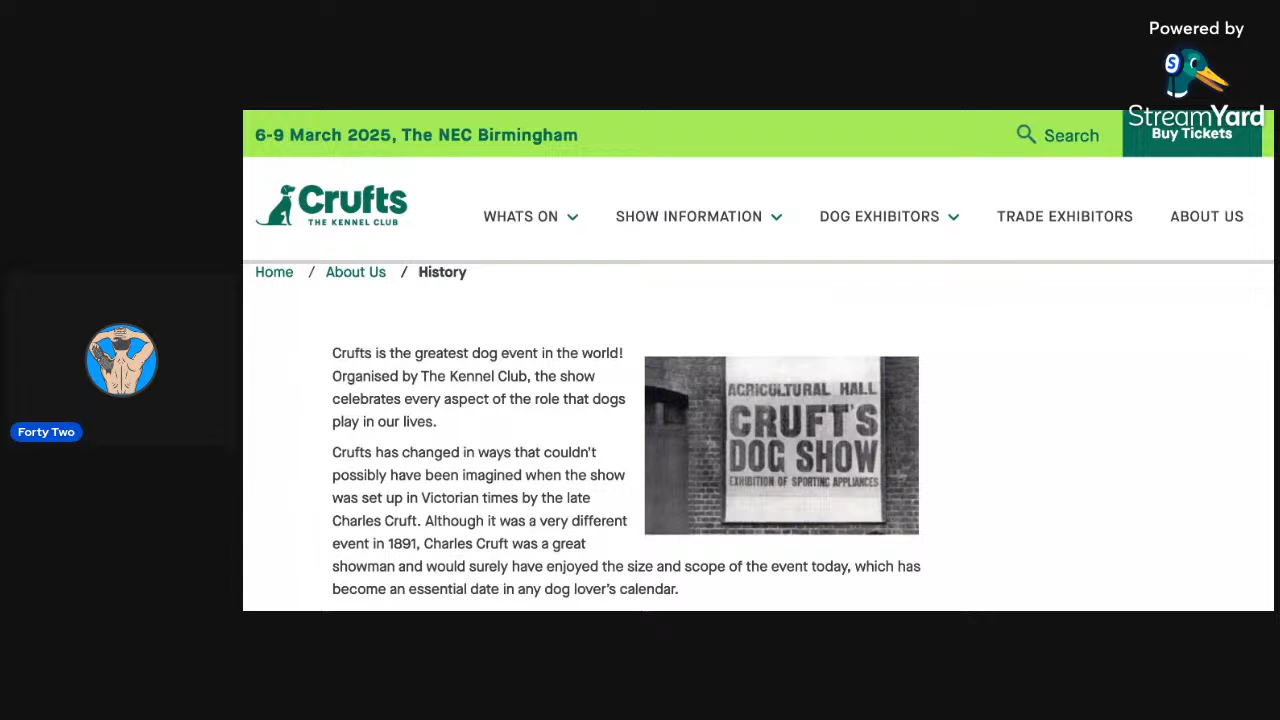 Powered by
S
StreamYard
6-9 March 2025, The NEC Birmingham
Search
Buy Tickets
Crufts
THE KENNEL CLUB
WHATS ON
SHOW INFORMATION
DOG EXHIBITORS
TRADE EXHIBITORS
ABOUT US
Home / About Us / History
Crufts is the greatest dog event in the world!
Organised by The Kennel Club, the show
celebrates every aspect of the role that dogs
play in our lives.
AGRICULTURAL HALL
CRUFT'S
DOG SHOW
EXHIBITION OF SPORTING APPLIANCES
Crufts has changed in ways that couldn't
possibly have been imagined when the show
was set up in Victorian times by the late
Charles Cruft. Although it was a very different
event in 1891, Charles Cruft was a great
showman and would surely have enjoyed the size and scope of the event today, which has
become an essential date in any dog lover's calendar.
Forty Two